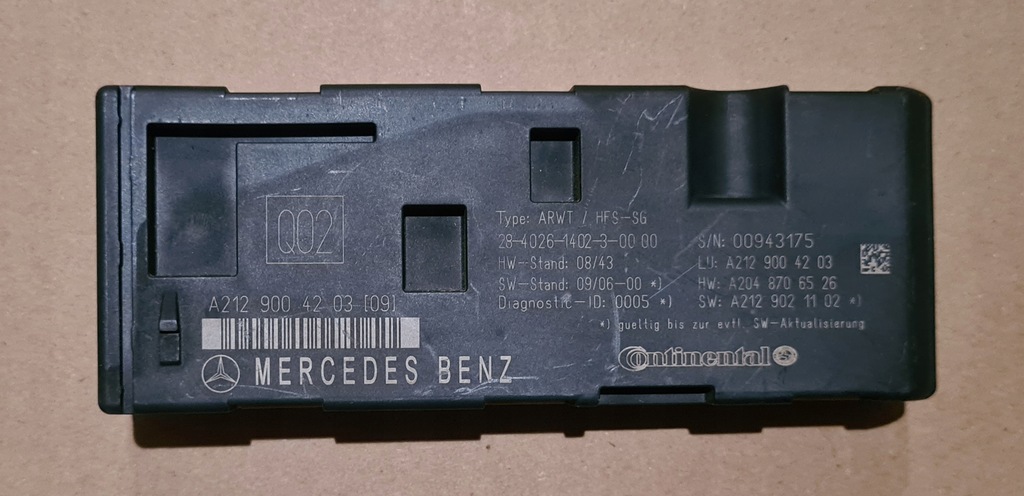 Q02
A212 900 42 03 [09]
MERCEDES BENZ
Type: ARWT / HFS-SG
28-4026-1402-3-00 00
HW-Stand: 08/43
SW-Stand: 09/06-00 *)
Diagnostic-ID: 0005 *)
S/N: 00943175
LU: A212 900 42 03
HW: A204 870 65 26
SW: A212 902 11 02 *)
*) gueltig bis zur evtl. SW-Aktualisierung
Continental